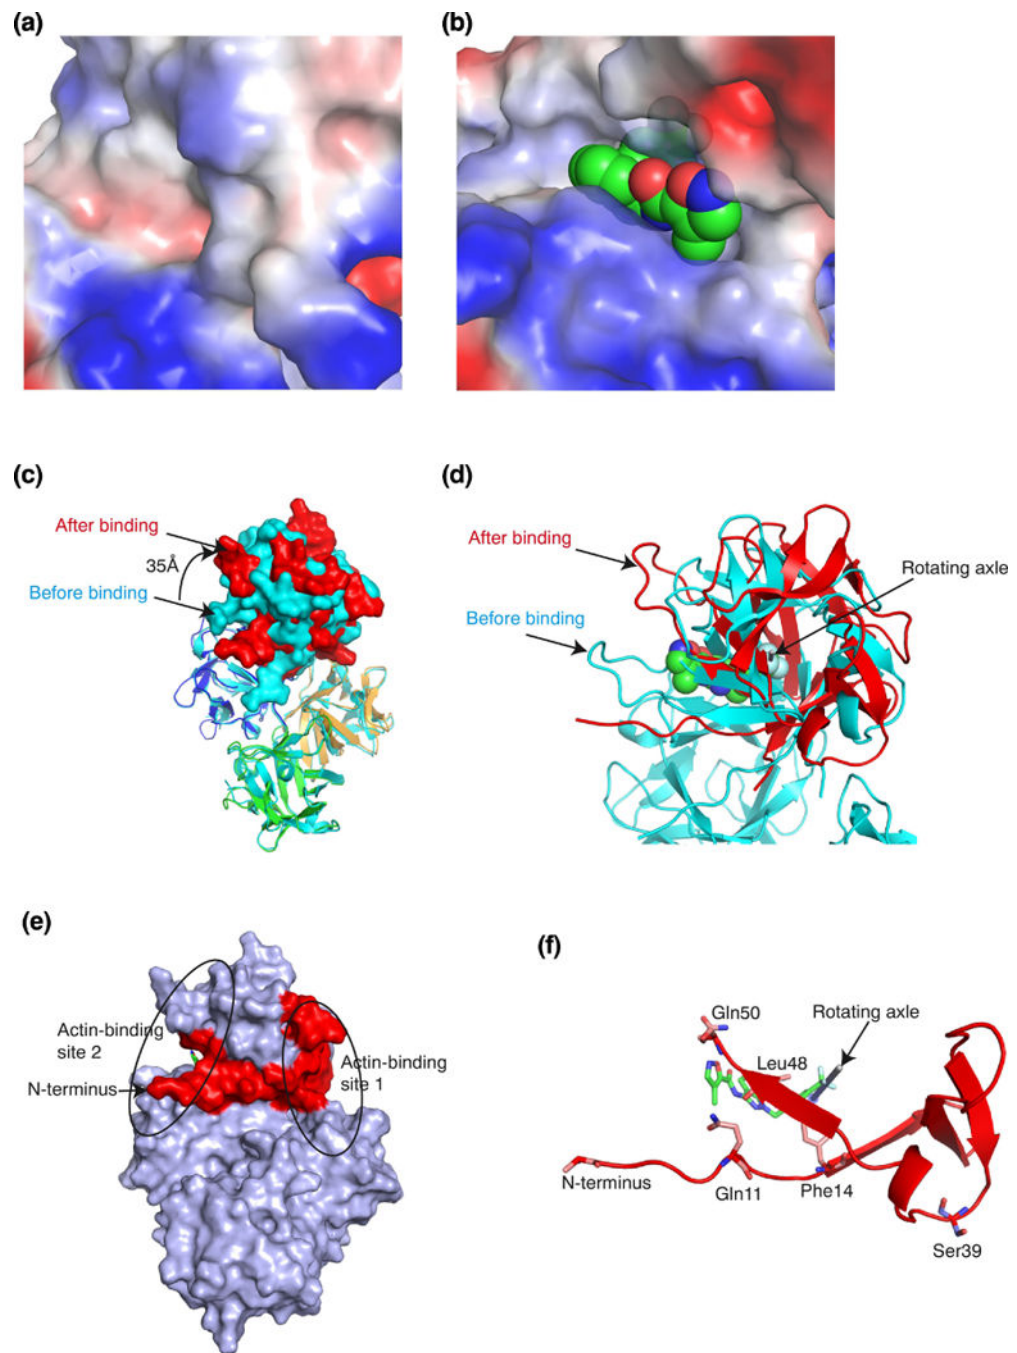 (a)
(b)
(c)
After binding
35Å
Before binding
(d)
After binding
Rotating axle
Before binding
(e)
Actin-binding
site 2
N-terminus
Actin-binding
site 1
(f)
Rotating axle
Gln50
Leu48
N-terminus
Gln11
Phe14
Ser39